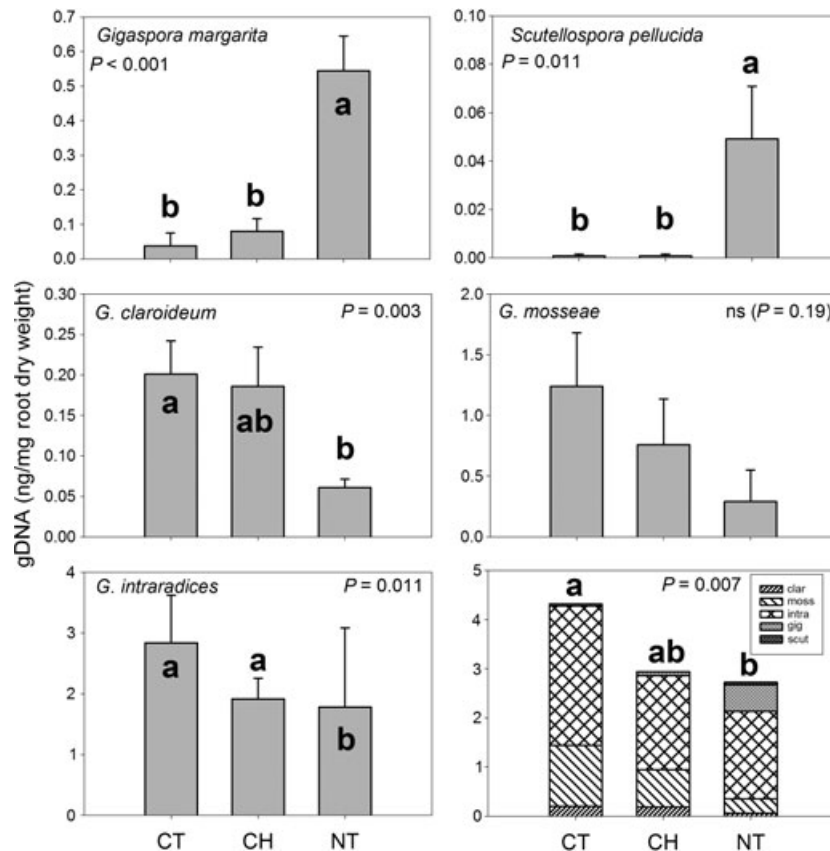 Gigaspora margarita
P < 0.001
0.7
0.6
0.5
0.4
0.3
0.2
0.1
0.0
b
b
a
Scutellospora pellucida
P = 0.011
0.10
0.08
0.06
0.04
0.02
0.00
b
b
a
gDNA (ng/mg root dry weight)
G. claroideum
P = 0.003
0.30
0.25
0.20
0.15
0.10
0.05
0.00
a
ab
b
G. mosseae
ns (P = 0.19)
2.0
1.5
1.0
0.5
0.0
G. intraradices
P = 0.011
4
3
2
1
0
a
a
b
CT CH NT
P = 0.007
5
4
3
2
1
0
a
ab
b
clar
moss
intra
gig
scut
CT CH NT